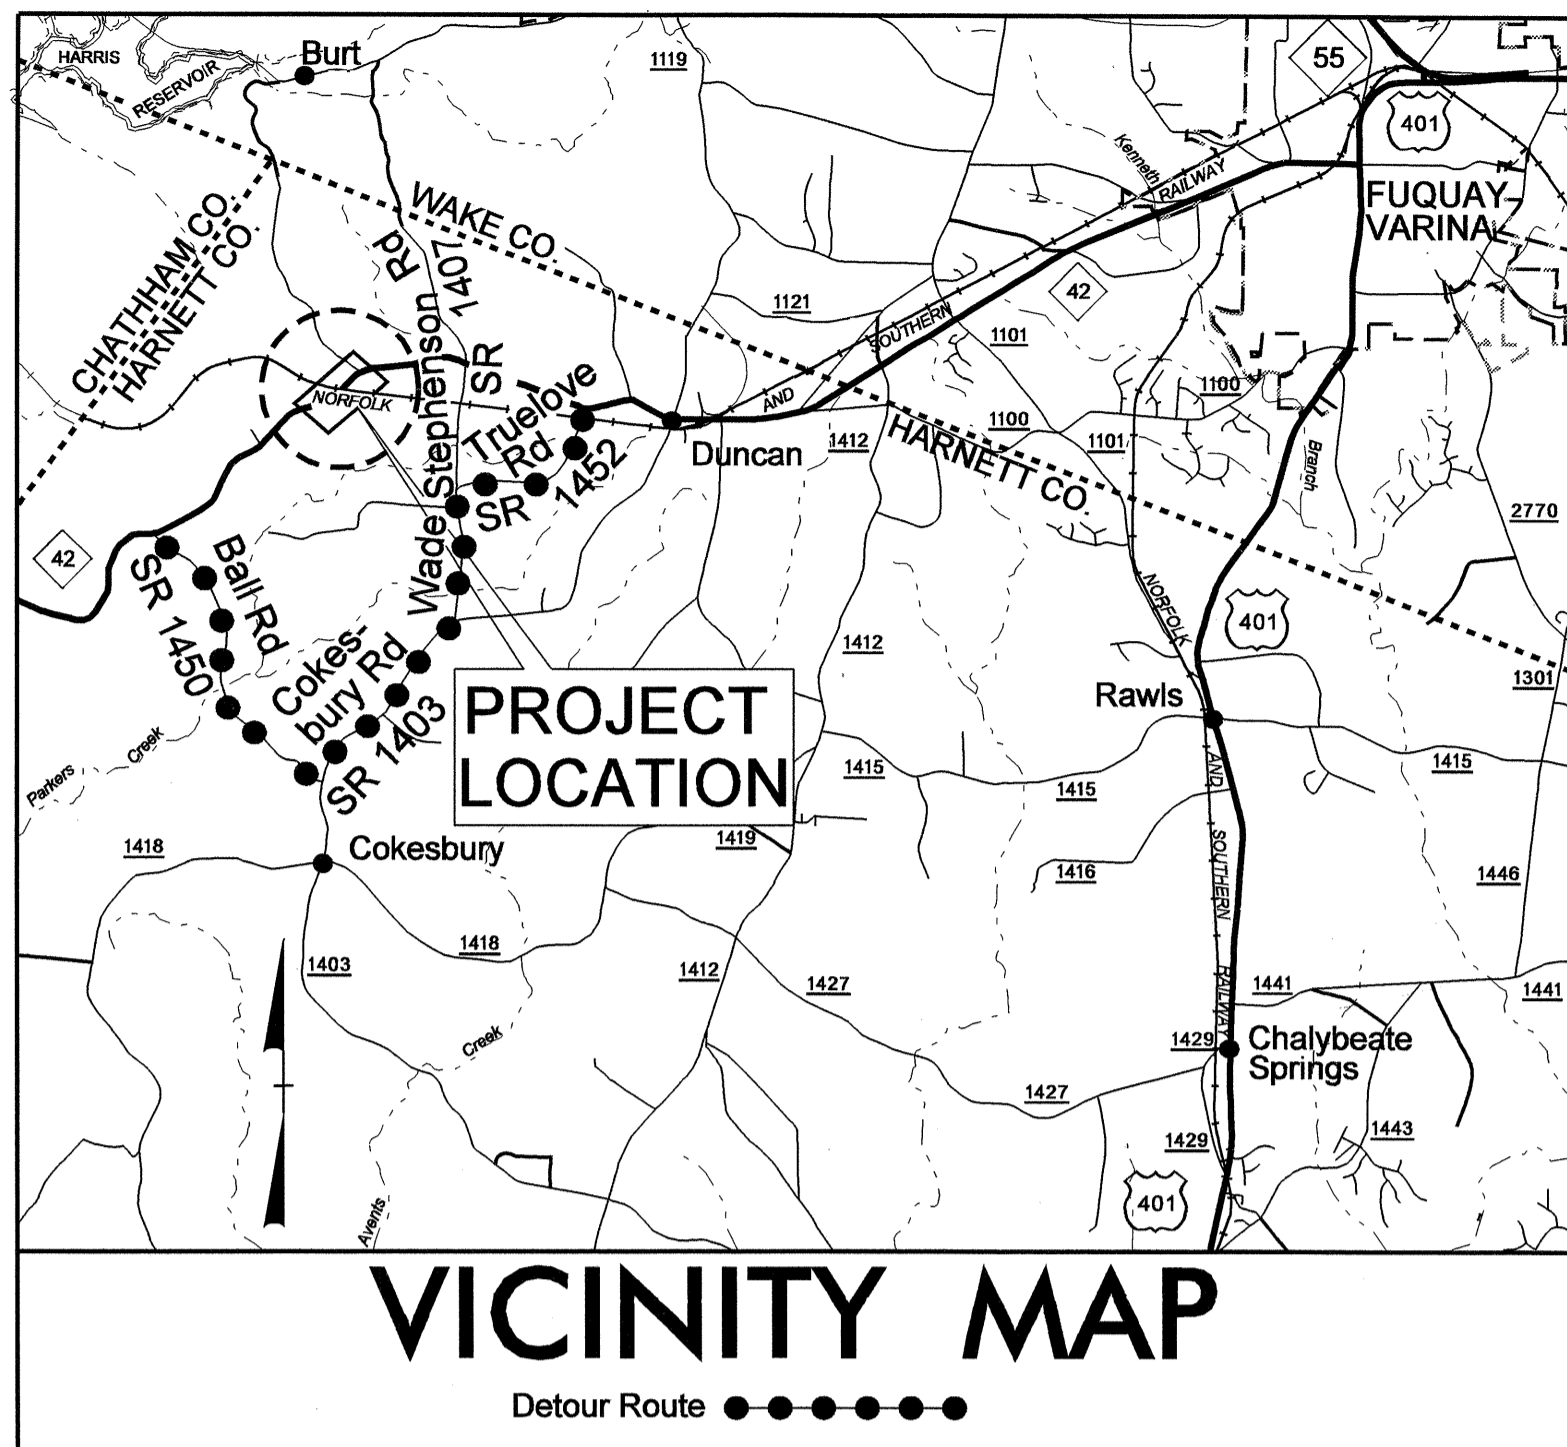 HARRIS
RESERVOIR
Burt
1119
55
401
Kenneth
RAILWAY
FUQUAY-
VARINA
CHATHHAM CO.
HARNETT CO.
WAKE CO.
Wade Stephenson Rd
SR 1407
1121
42
SOUTHERN
1101
AND
NORFOLK
Truelove
Rd
SR 1452
Duncan
1412
HARNETT CO.
1100
1100
1101
Branch
2770
42
SR 1450
Ball Rd
Cokes-
bury Rd
SR 1403
PROJECT
LOCATION
1412
NORFOLK
401
1301
Rawls
Parkers
Creek
1415
1415
1415
AND
1418
Cokesbury
1419
1416
SOUTHERN
1446
1418
1403
1412
1427
RAILWAY
1441
1441
Creek
1429
Chalybeate
Springs
1427
1429
1443
Avents
401
VICINITY MAP
Detour Route